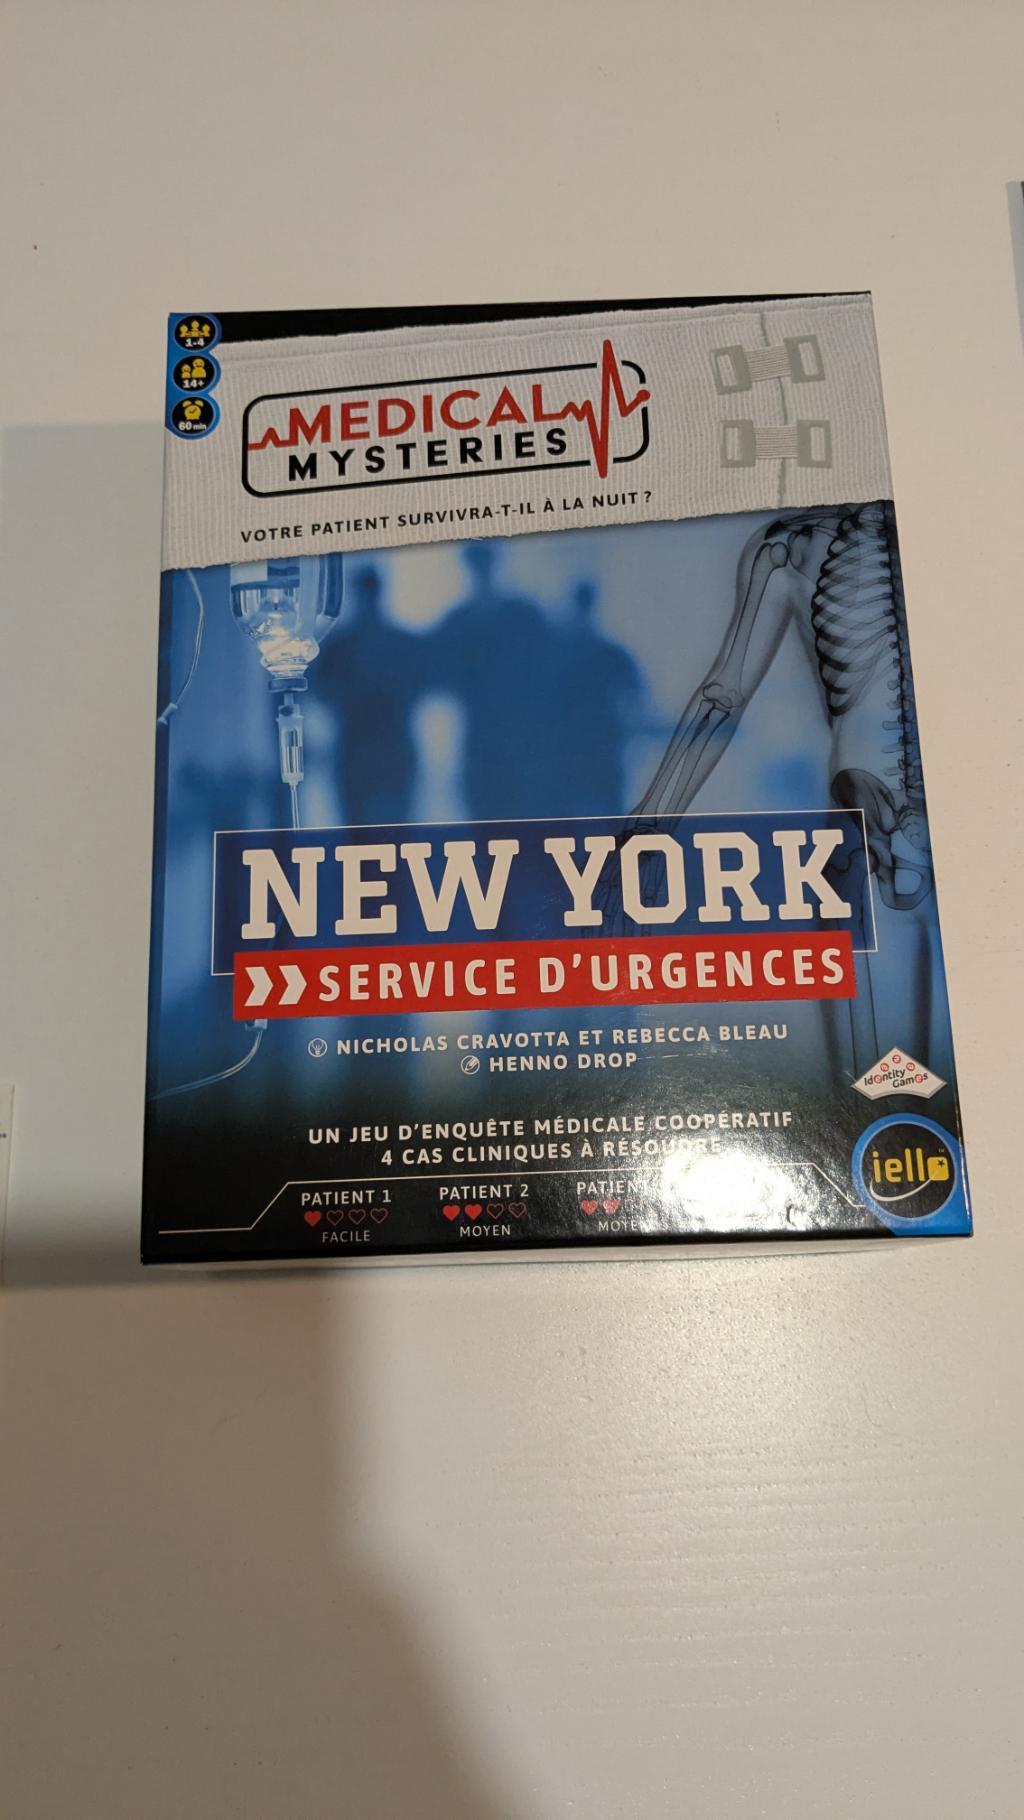 1-4
14+
60 min
MEDICAL
MYSTERIES
VOTRE PATIENT SURVIVRA-T-IL À LA NUIT ?
NEW YORK
SERVICE D'URGENCES
NICHOLAS CRAVOTTA ET REBECCA BLEAU
HENNO DROP
Identity
Games
UN JEU D'ENQUÊTE MÉDICALE COOPÉRATIF
4 CAS CLINIQUES À RÉSOUDRE
iello
PATIENT 1
FACILE
PATIENT 2
MOYEN
PATIENT